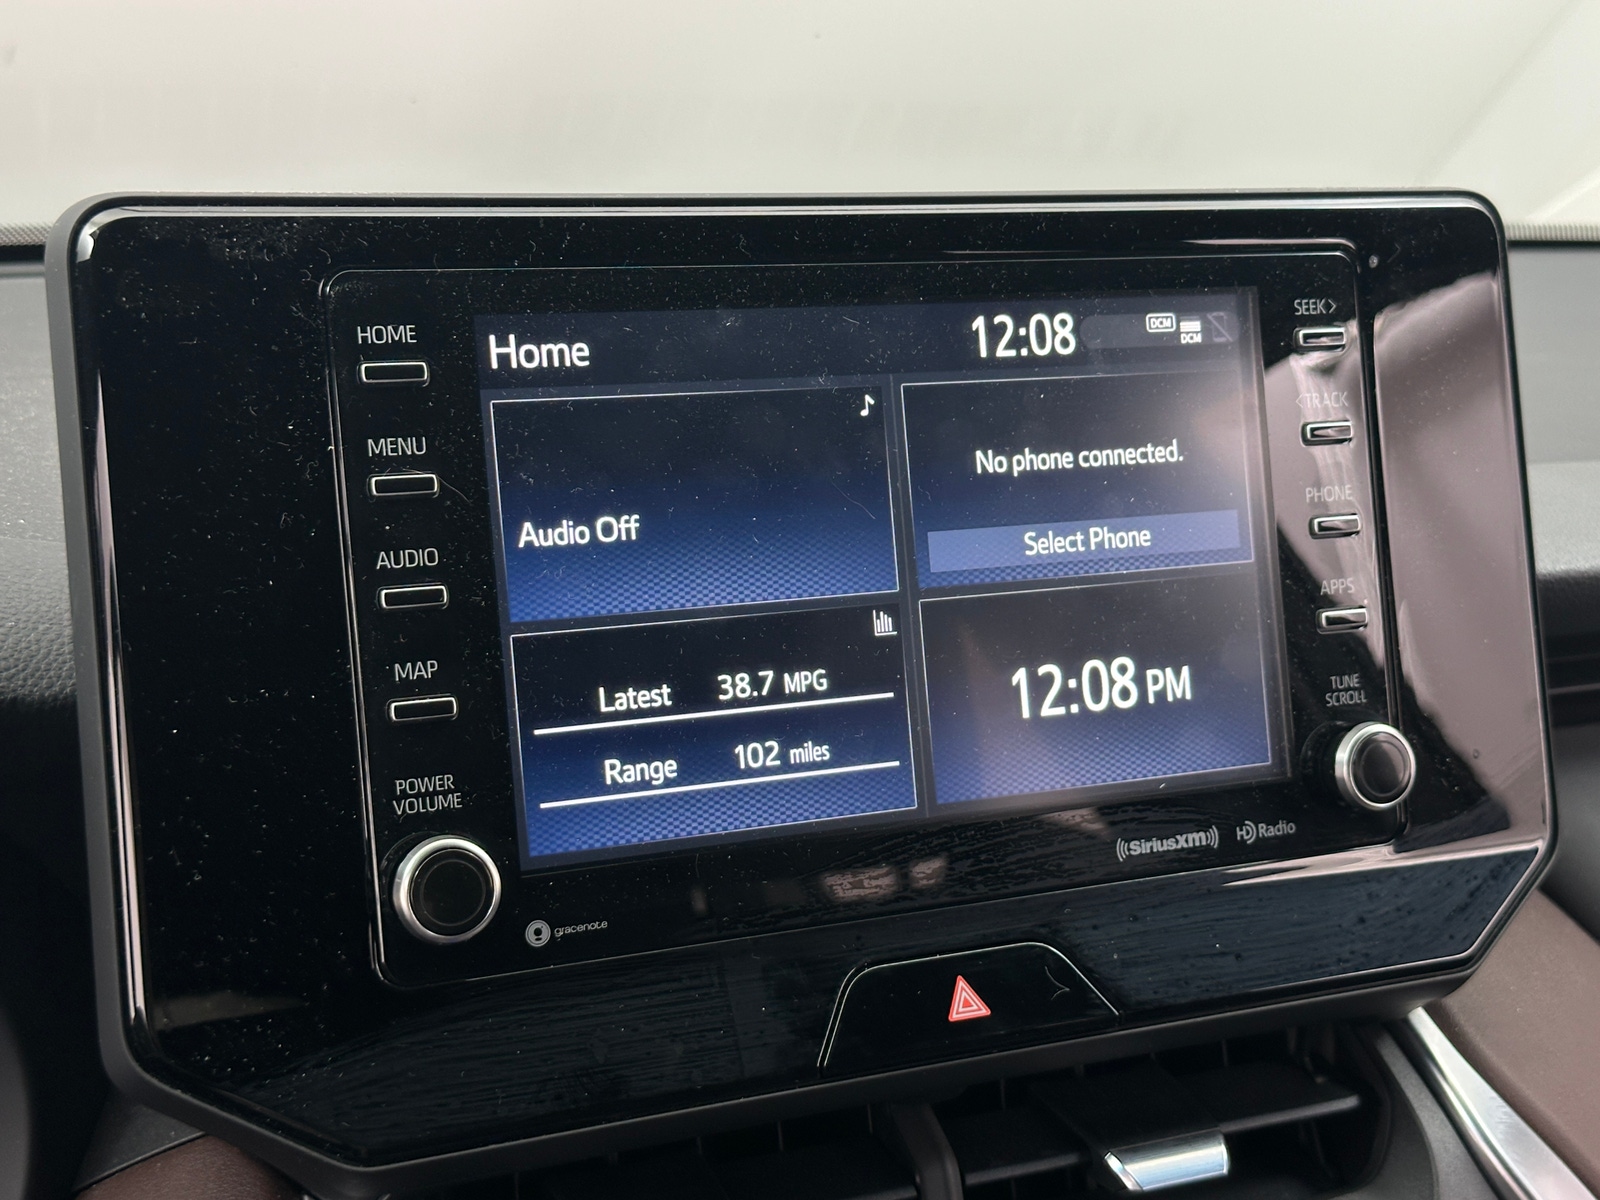 HOME
MENU
AUDIO
MAP
POWER
VOLUME
Home
12:08
DCM
DCM
Audio Off
No phone connected.
Select Phone
Latest 38.7 MPG
Range 102 miles
12:08 PM
SEEK>
<TRACK
PHONE
APPS
TUNE
SCROLL
gracenote
((SiriusXM))
HD Radio